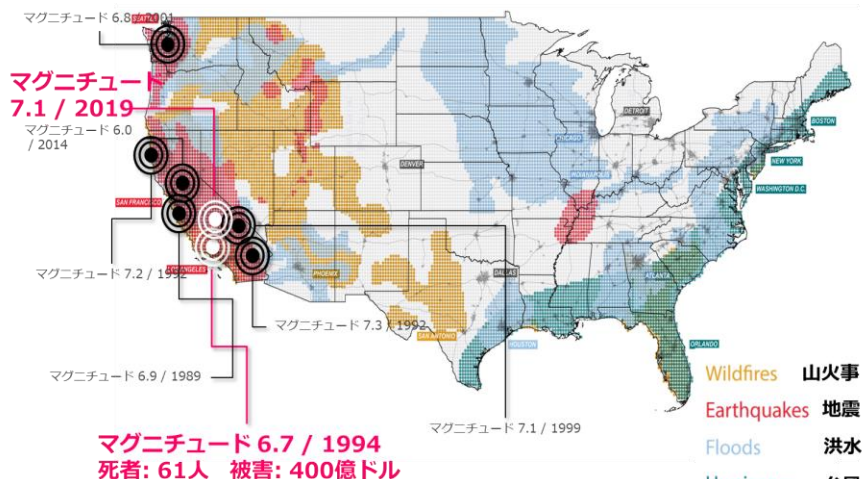 マグニチュード 6.8 / 2001
SEATTLE
マグニチュード
7.1 / 2019
マグニチュード 6.0
/ 2014
SAN FRANCISCO
マグニチュード 7.2 / 1992
LOS ANGELES
マグニチュード 7.3 / 1992
マグニチュード 6.9 / 1989
マグニチュード 6.7 / 1994
死者: 61人 被害: 400億ドル
マグニチュード 7.1 / 1999
DENVER
PHOENIX
DALLAS
SAN ANTONIO
HOUSTON
CHICAGO
INDIANAPOLIS
DETROIT
BOSTON
NEW YORK
WASHINGTON D.C.
ATLANTA
ORLANDO
Wildfires 山火事
Earthquakes 地震
Floods 洪水